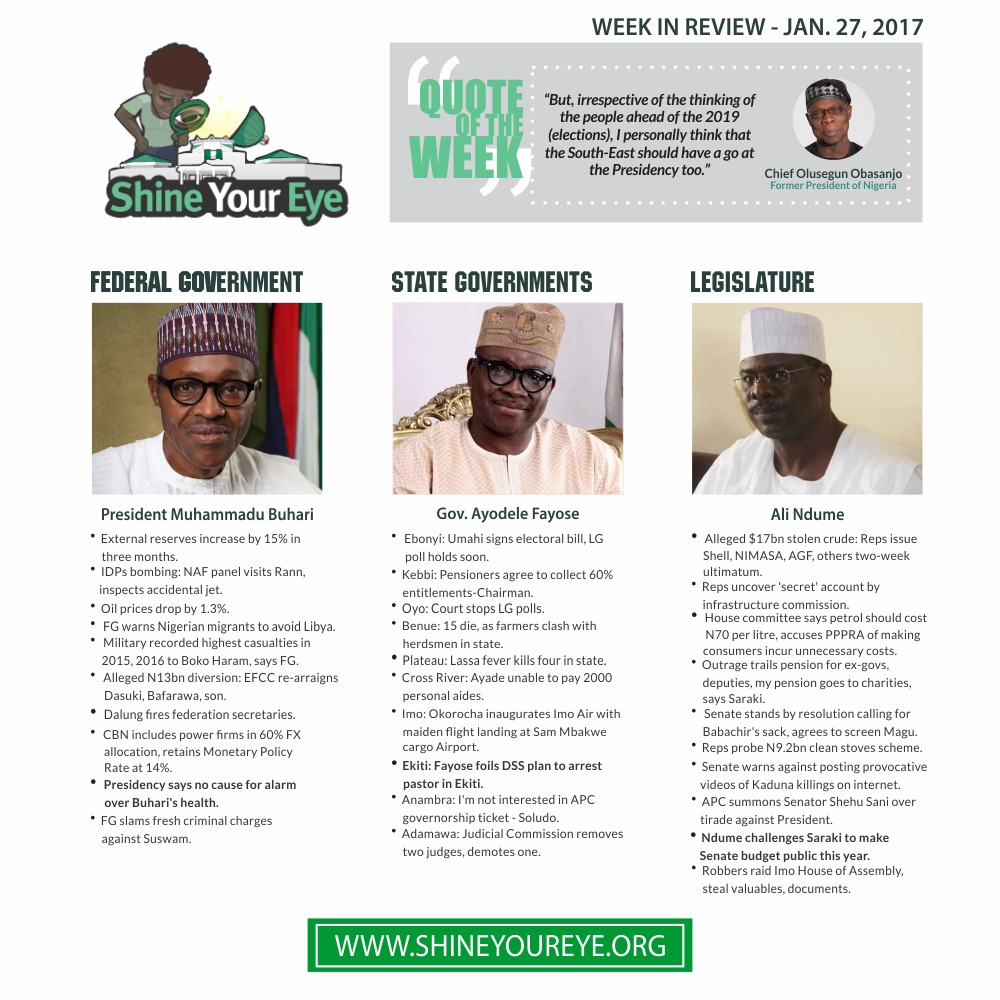 WEEK IN REVIEW - JAN. 27, 2017
Shine Your Eye
QUOTE
OF THE
WEEK
“But, irrespective of the thinking of
the people ahead of the 2019
(elections), I personally think that
the South-East should have a go at
the Presidency too.”
Chief Olusegun Obasanjo
Former President of Nigeria
FEDERAL GOVERNMENT
President Muhammadu Buhari
• External reserves increase by 15% in
three months.
• IDPs bombing: NAF panel visits Rann,
inspects accidental jet.
• Oil prices drop by 1.3%.
• FG warns Nigerian migrants to avoid Libya.
• Military recorded highest casualties in
2015, 2016 to Boko Haram, says FG.
• Alleged N13bn diversion: EFCC re-arraigns
Dasuki, Bafarawa, son.
• Dalung fires federation secretaries.
• CBN includes power firms in 60% FX
allocation, retains Monetary Policy
Rate at 14%.
• Presidency says no cause for alarm
over Buhari's health.
• FG slams fresh criminal charges
against Suswam.
STATE GOVERNMENTS
Gov. Ayodele Fayose
• Ebonyi: Umahi signs electoral bill, LG
poll holds soon.
• Kebbi: Pensioners agree to collect 60%
entitlements-Chairman.
• Oyo: Court stops LG polls.
• Benue: 15 die, as farmers clash with
herdsmen in state.
• Plateau: Lassa fever kills four in state.
• Cross River: Ayade unable to pay 2000
personal aides.
• Imo: Okorocha inaugurates Imo Air with
maiden flight landing at Sam Mbakwe
cargo Airport.
• Ekiti: Fayose foils DSS plan to arrest
pastor in Ekiti.
• Anambra: I'm not interested in APC
governorship ticket - Soludo.
• Adamawa: Judicial Commission removes
two judges, demotes one.
LEGISLATURE
Ali Ndume
• Alleged $17bn stolen crude: Reps issue
Shell, NIMASA, AGF, others two-week
ultimatum.
• Reps uncover 'secret' account by
infrastructure commission.
• House committee says petrol should cost
N70 per litre, accuses PPPRA of making
consumers incur unnecessary costs.
• Outrage trails pension for ex-govs,
deputies, my pension goes to charities,
says Saraki.
• Senate stands by resolution calling for
Babachir's sack, agrees to screen Magu.
• Reps probe N9.2bn clean stoves scheme.
• Senate warns against posting provocative
videos of Kaduna killings on internet.
• APC summons Senator Shehu Sani over
tirade against President.
• Ndume challenges Saraki to make
Senate budget public this year.
• Robbers raid Imo House of Assembly,
steal valuables, documents.
WWW.SHINEYOUREYE.ORG